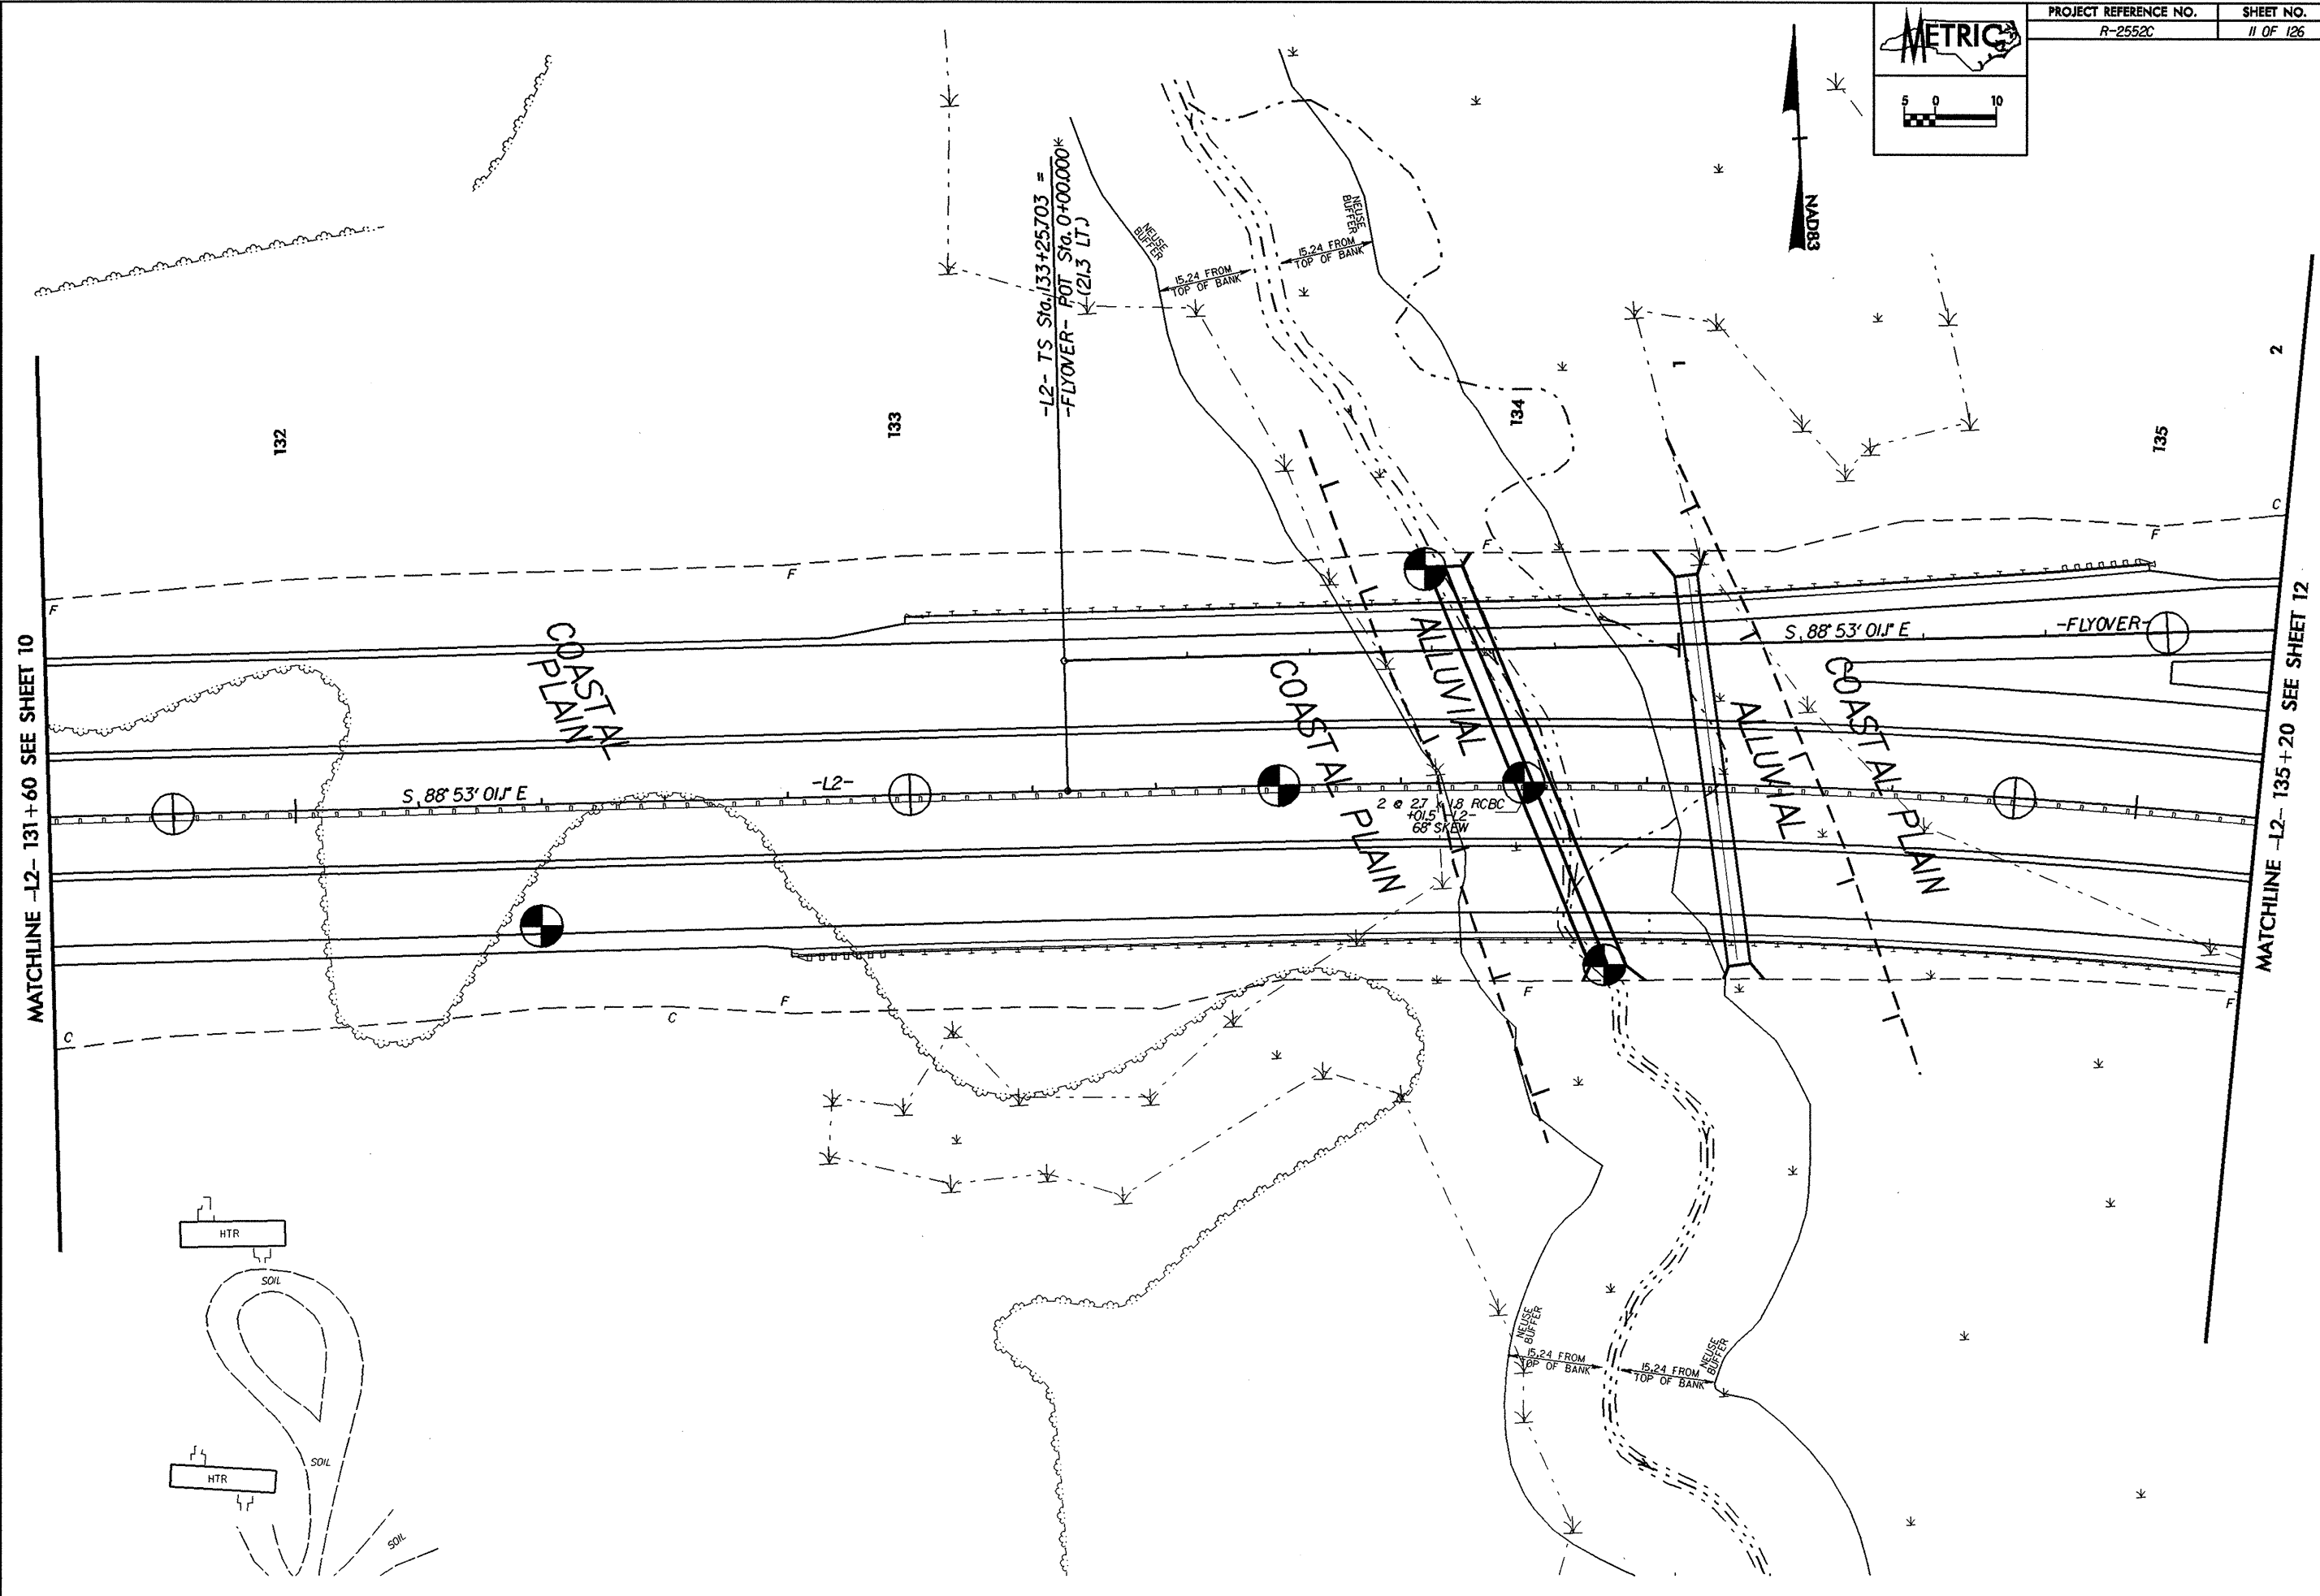 METRIC
PROJECT REFERENCE NO.
SHEET NO.
R-2552C
11 OF 126
5 0 10
NAD83
-L2- TS Sta. 133+25.703 =
-FLYOVER- POT Sta. 0+00.000*
(21.3 LT.)
NEUSE
BUFFER
15.24 FROM
TOP OF BANK
NEUSE
BUFFER
15.24 FROM
TOP OF BANK
132
133
134
1
135
2
C
F
F
F
F
MATCHLINE -L2- 131+60 SEE SHEET 10
MATCHLINE -L2- 135+20 SEE SHEET 12
COASTAL
PLAIN
COASTAL PLAIN
ALLUVIAL
ALLUVIAL
COASTAL PLAIN
S 88° 53' 01.1" E
-FLYOVER-
S 88° 53' 01.1" E
-L2-
2 @ 2.7 x 1.8 RCBC
+01.5 -L2-
68° SKEW
C
C
F
F
F
HTR
SOIL
SOIL
HTR
SOIL
NEUSE
BUFFER
15.24 FROM
TOP OF BANK
15.24 FROM
TOP OF BANK
NEUSE
BUFFER